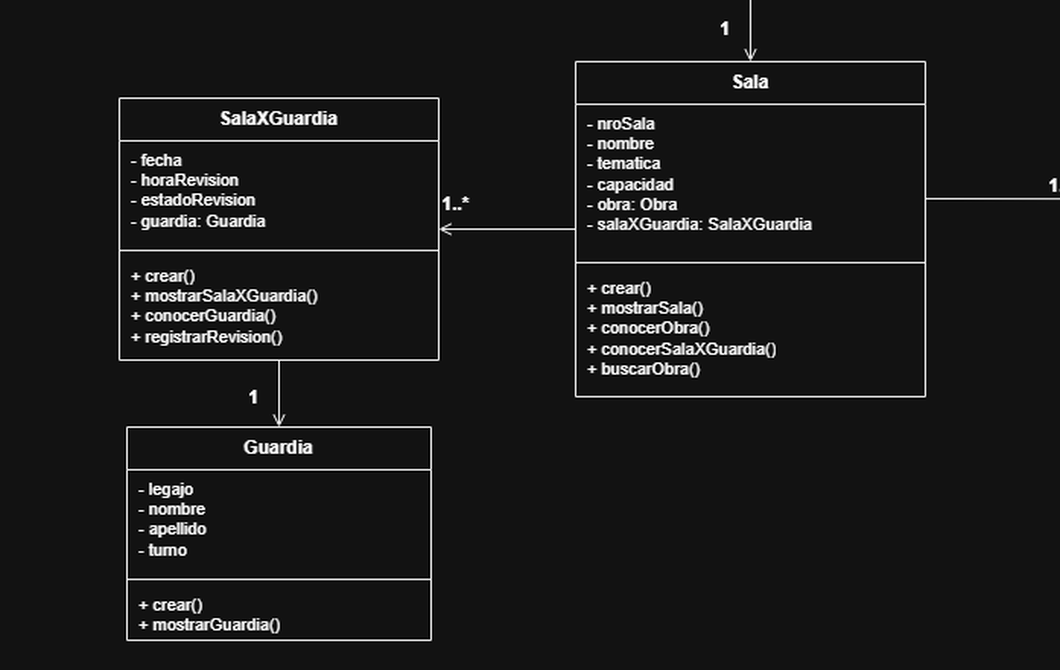 1
Sala
- nroSala
- nombre
- tematica
- capacidad
- obra: Obra
- salaXGuardia: SalaXGuardia
+ crear()
+ mostrarSala()
+ conocerObra()
+ conocerSalaXGuardia()
+ buscarObra()
SalaXGuardia
- fecha
- horaRevision
- estadoRevision
- guardia: Guardia
+ crear()
+ mostrarSalaXGuardia()
+ conocerGuardia()
+ registrarRevision()
1..*
1
Guardia
- legajo
- nombre
- apellido
- turno
+ crear()
+ mostrarGuardia()